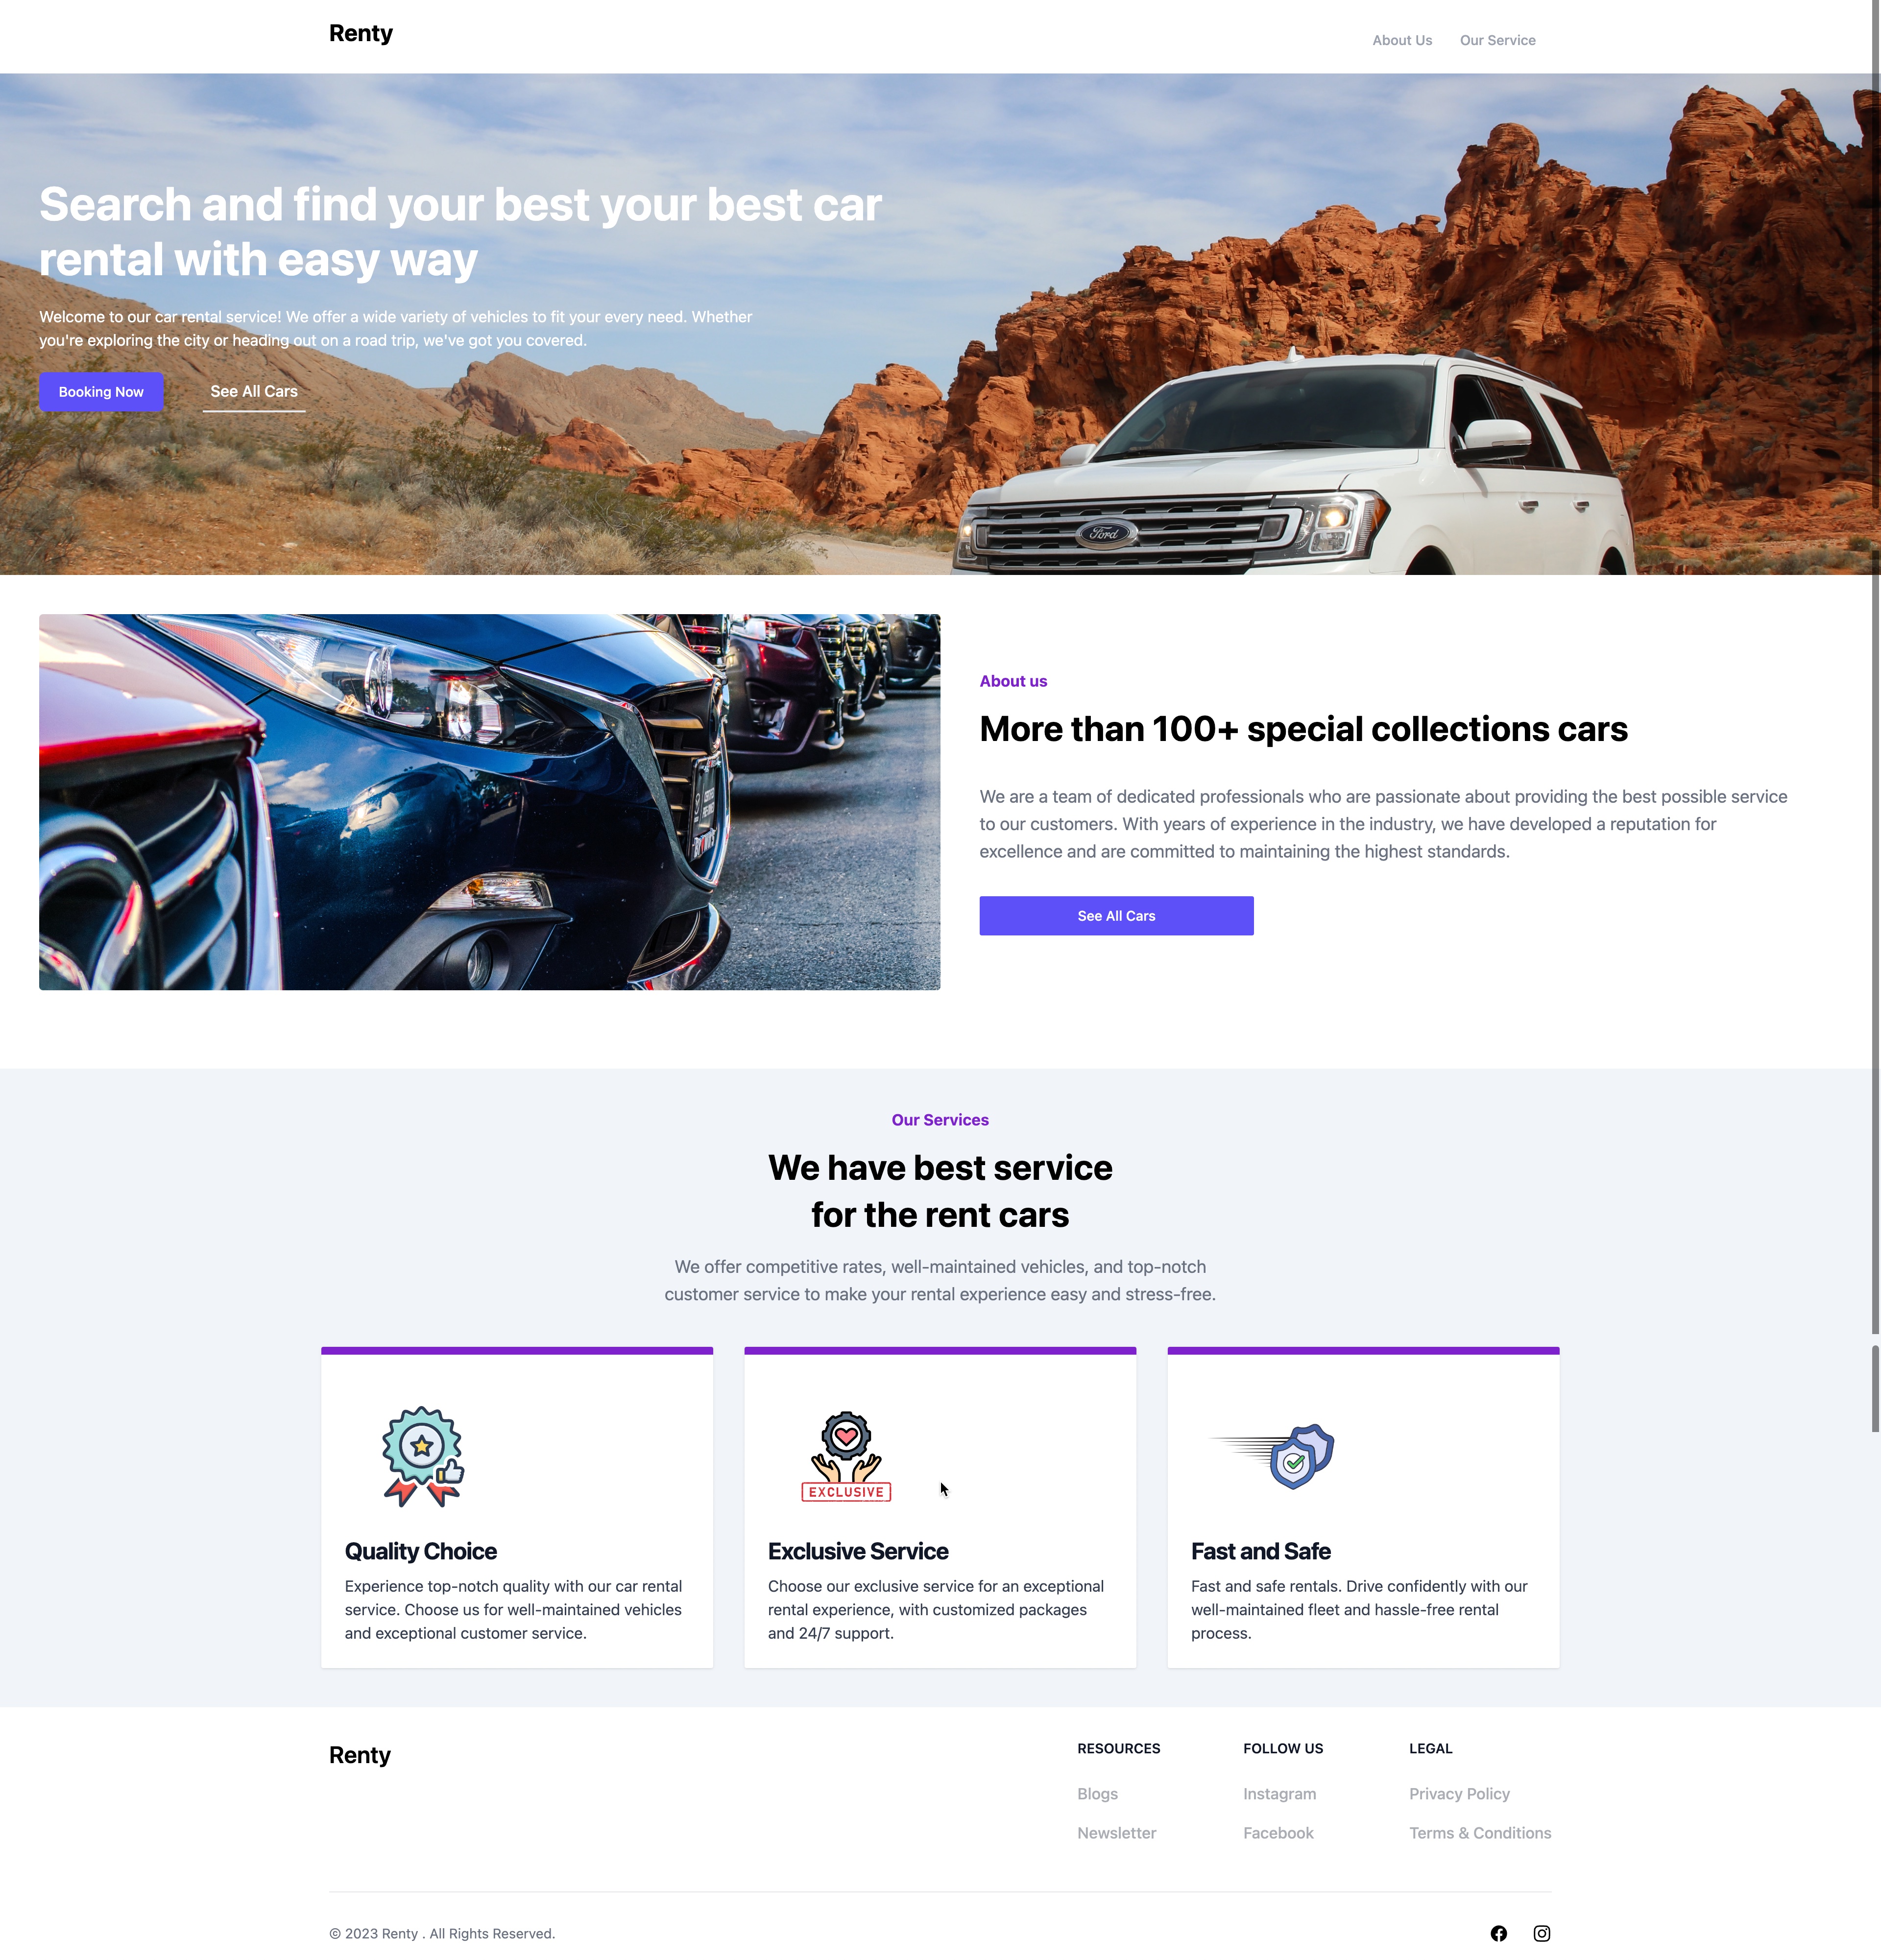 Renty
About Us
Our Service
Search and find your best your best car
rental with easy way
Welcome to our car rental service! We offer a wide variety of vehicles to fit your every need. Whether
you're exploring the city or heading out on a road trip, we've got you covered.
Booking Now
See All Cars
Ford
About us
More than 100+ special collections cars
We are a team of dedicated professionals who are passionate about providing the best possible service
to our customers. With years of experience in the industry, we have developed a reputation for
excellence and are committed to maintaining the highest standards.
See All Cars
Our Services
We have best service
for the rent cars
We offer competitive rates, well-maintained vehicles, and top-notch
customer service to make your rental experience easy and stress-free.
Quality Choice
Experience top-notch quality with our car rental
service. Choose us for well-maintained vehicles
and exceptional customer service.
EXCLUSIVE
Exclusive Service
Choose our exclusive service for an exceptional
rental experience, with customized packages
and 24/7 support.
Fast and Safe
Fast and safe rentals. Drive confidently with our
well-maintained fleet and hassle-free rental
process.
Renty
RESOURCES
Blogs
Newsletter
FOLLOW US
Instagram
Facebook
LEGAL
Privacy Policy
Terms & Conditions
© 2023 Renty . All Rights Reserved.